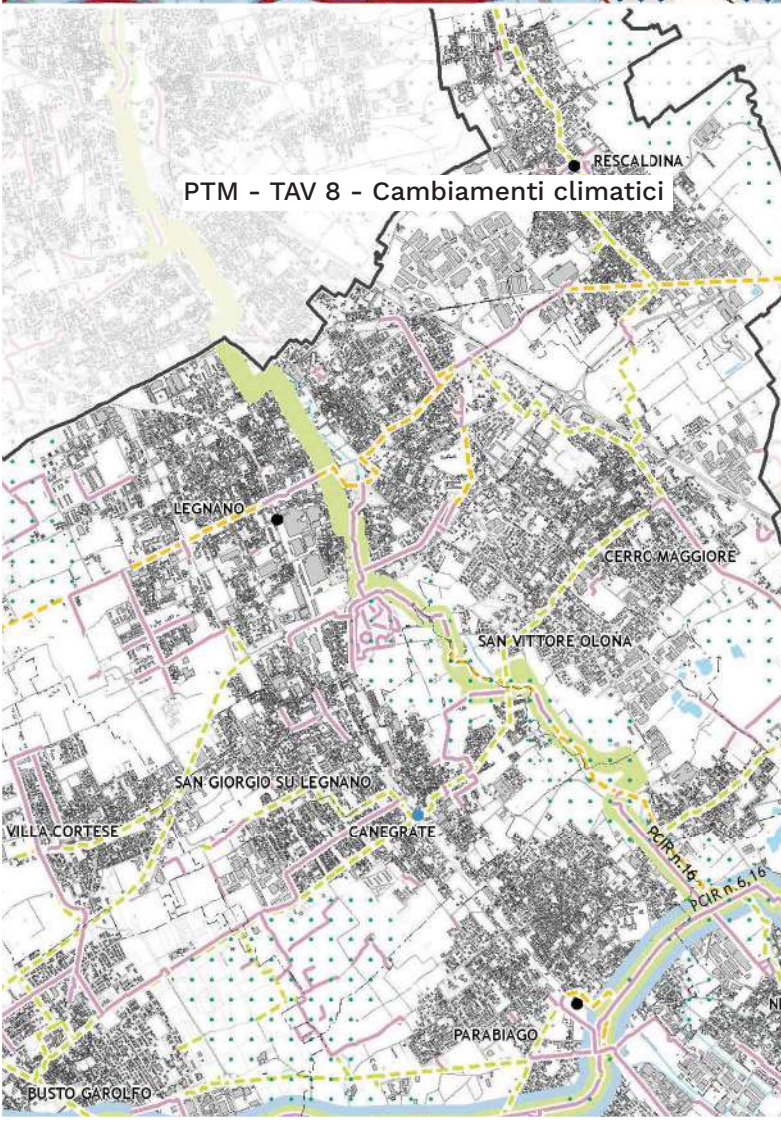 RESCALDINA
PTM - TAV 8 - Cambiamenti climatici
LEGNANO
CERRO MAGGIORE
SAN VITTORE OLONA
SAN GIORGIO SU LEGNANO
VILLA CORTESE
CANEGRATE
PCIR n.16
PCIR n.6,16
N
PARABIAGO
BUSTO GAROLFO